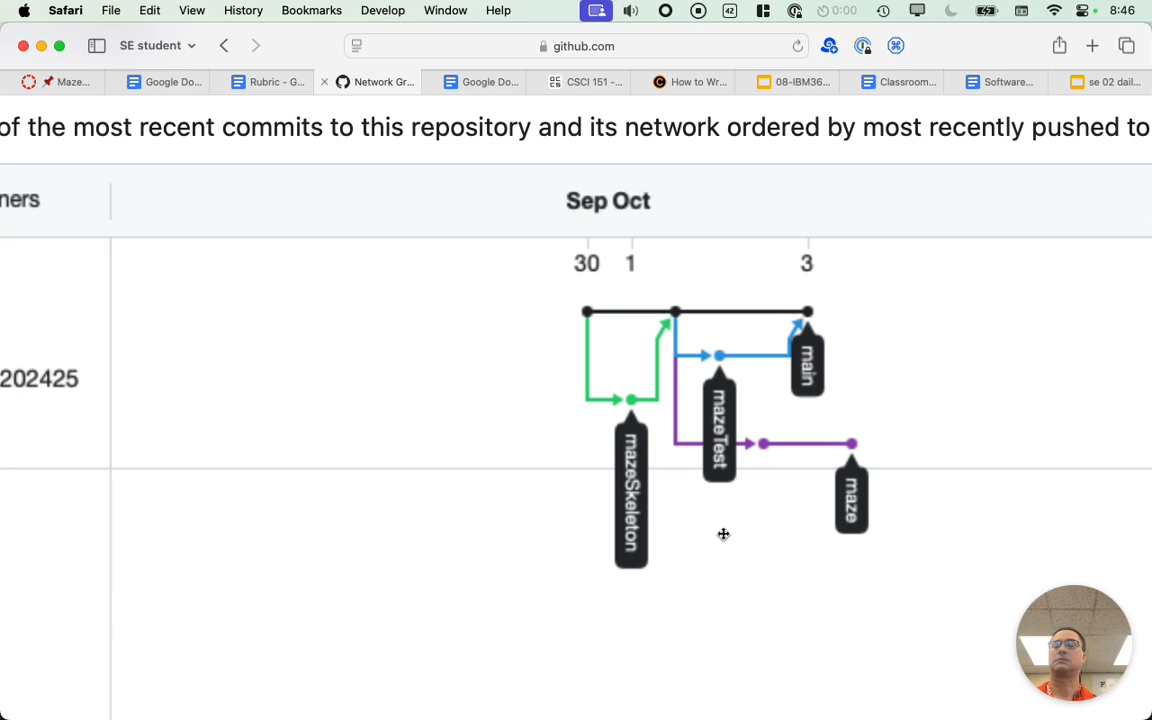 Safari File Edit View History Bookmarks Develop Window Help 42 0:00 8:46
SE student github.com
Maze... Google Do... Rubric - G... Network Gr... Google Do... CSCI 151 -... How to Wr... 08-IBM36... Classroom... Software... se 02 dail...
of the most recent commits to this repository and its network ordered by most recently pushed to
ners
Sep Oct
30 1 3
202425
main
mazeTest
mazeSkeleton
maze